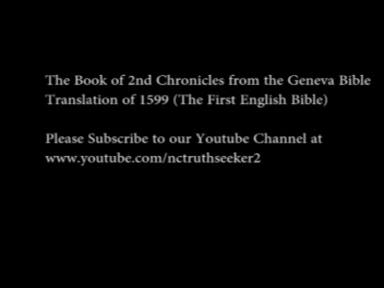 The Book of 2nd Chronicles from the Geneva Bible
Translation of 1599 (The First English Bible)
Please Subscribe to our Youtube Channel at
www.youtube.com/nctruthseeker2